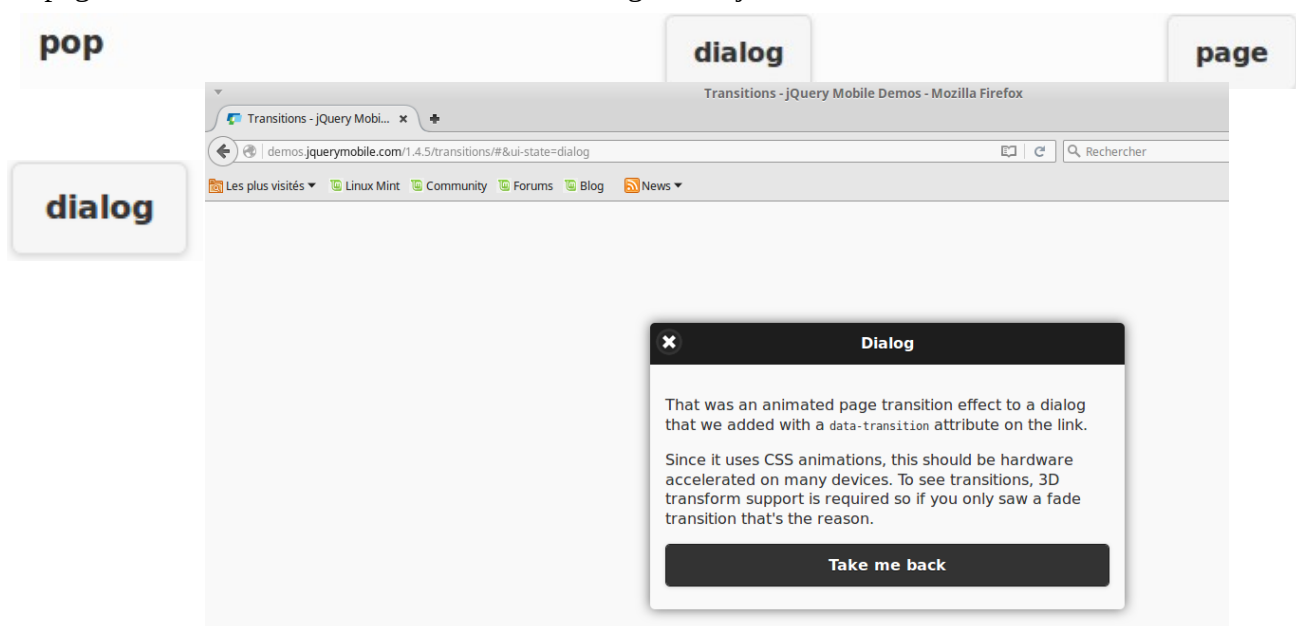 pop
dialog
page
Transitions - jQuery Mobile Demos - Mozilla Firefox
Transitions - jQuery Mobi...
demos.jquerymobile.com/1.4.5/transitions/#&ui-state=dialog
Rechercher
Les plus visités Linux Mint Community Forums Blog News
dialog
Dialog
That was an animated page transition effect to a dialog
that we added with a data-transition attribute on the link.
Since it uses CSS animations, this should be hardware
accelerated on many devices. To see transitions, 3D
transform support is required so if you only saw a fade
transition that's the reason.
Take me back